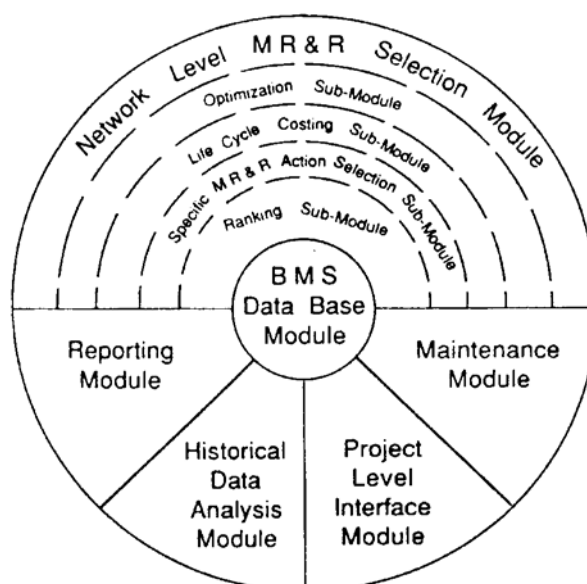 Network Level MR&R Selection Module
Optimization Sub-Module
Life Cycle Costing Sub-Module
Specific MR&R Action Selection Sub-Module
Ranking Sub-Module
BMS
Data Base
Module
Reporting
Module
Maintenance
Module
Historical
Data
Analysis
Module
Project
Level
Interface
Module